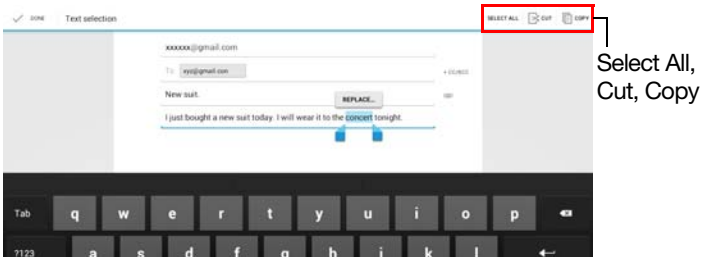 DONE Text selection SELECT ALL CUT COPY
xxxxxx@gmail.com
To xyz@gmail.com + CC/BCC
New suit.
REPLACE...
I just bought a new suit today. I will wear it to the concert tonight.
Select All,
Cut, Copy
Tab q w e r t y u i o p
?123 a s d f g h j k l